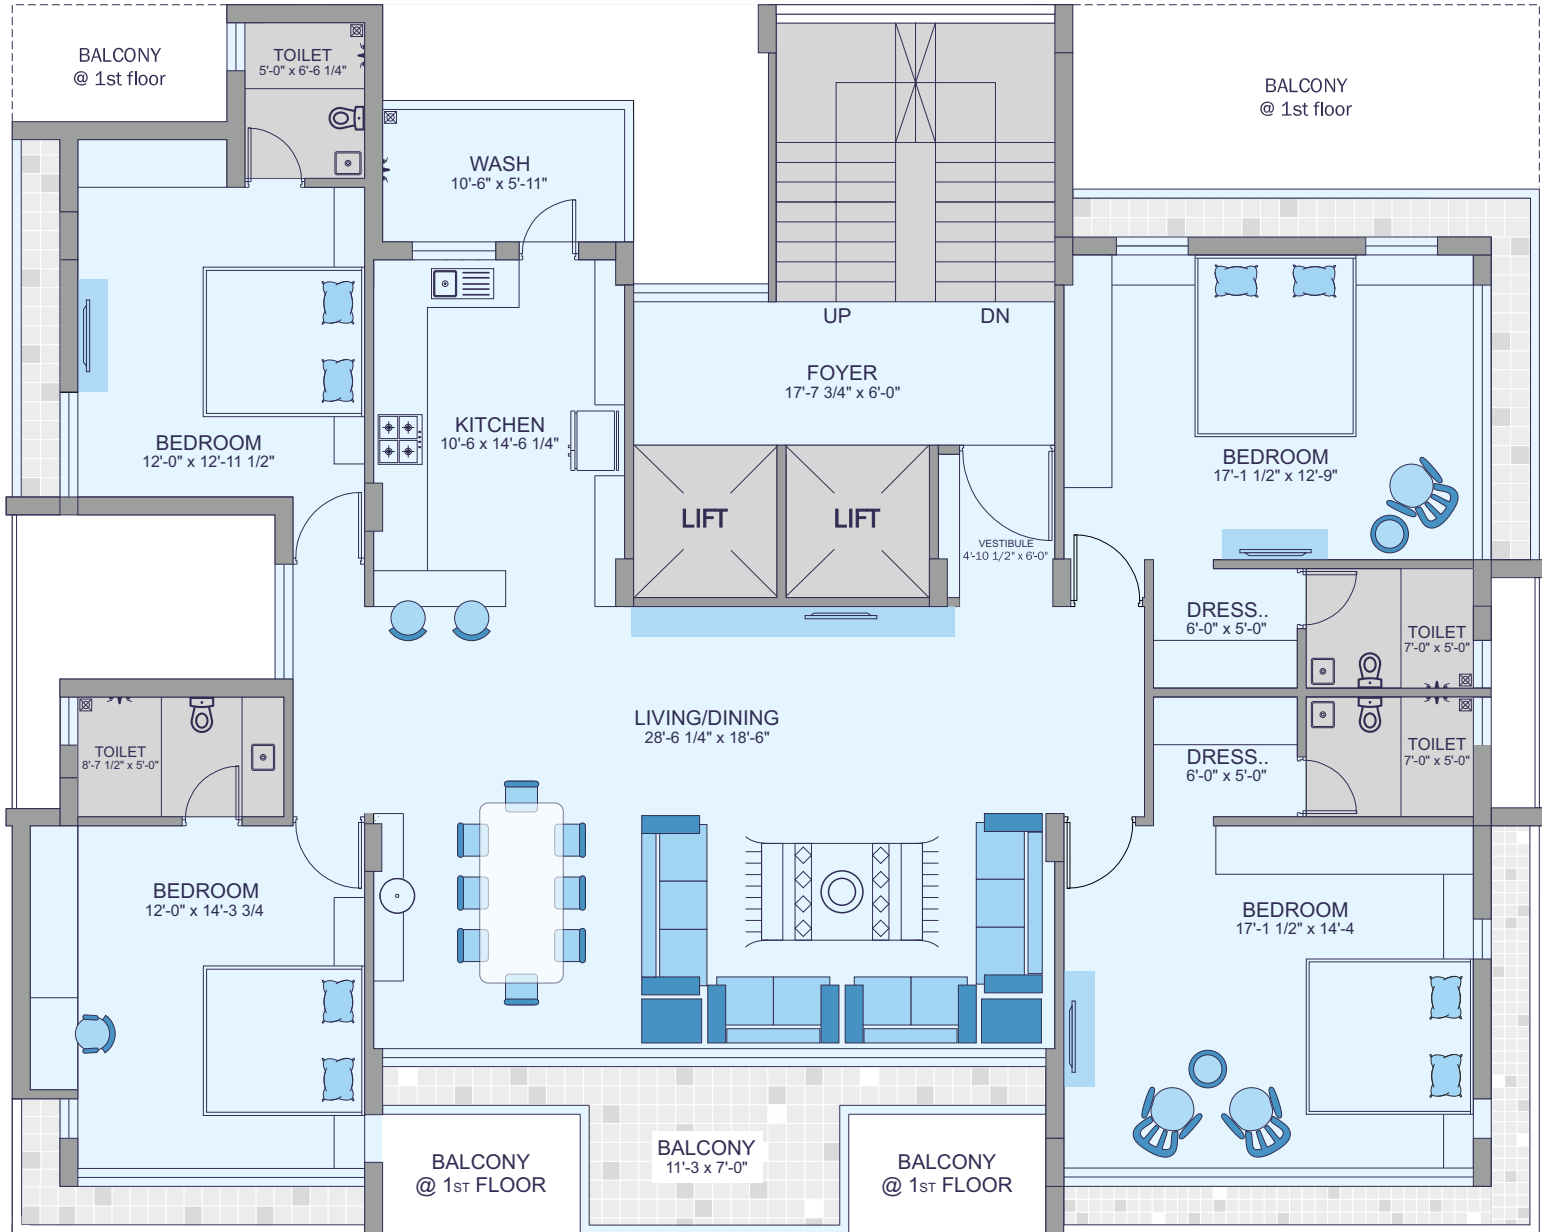 BALCONY
@ 1st floor
TOILET
5'-0" x 6'-6 1/4"
BALCONY
@ 1st floor
WASH
10'-6" x 5'-11"
UP
DN
FOYER
17'-7 3/4" x 6'-0"
BEDROOM
12'-0" x 12'-11 1/2"
KITCHEN
10'-6 x 14'-6 1/4"
BEDROOM
17'-1 1/2" x 12'-9"
LIFT
LIFT
VESTIBULE
4'-10 1/2" x 6'-0"
DRESS..
6'-0" x 5'-0"
TOILET
7'-0" x 5'-0"
LIVING/DINING
28'-6 1/4" x 18'-6"
TOILET
8'-7 1/2" x 5'-0"
DRESS..
6'-0" x 5'-0"
TOILET
7'-0" x 5'-0"
BEDROOM
12'-0" x 14'-3 3/4
BEDROOM
17'-1 1/2" x 14'-4
BALCONY
@ 1ST FLOOR
BALCONY
11'-3 x 7'-0"
BALCONY
@ 1ST FLOOR